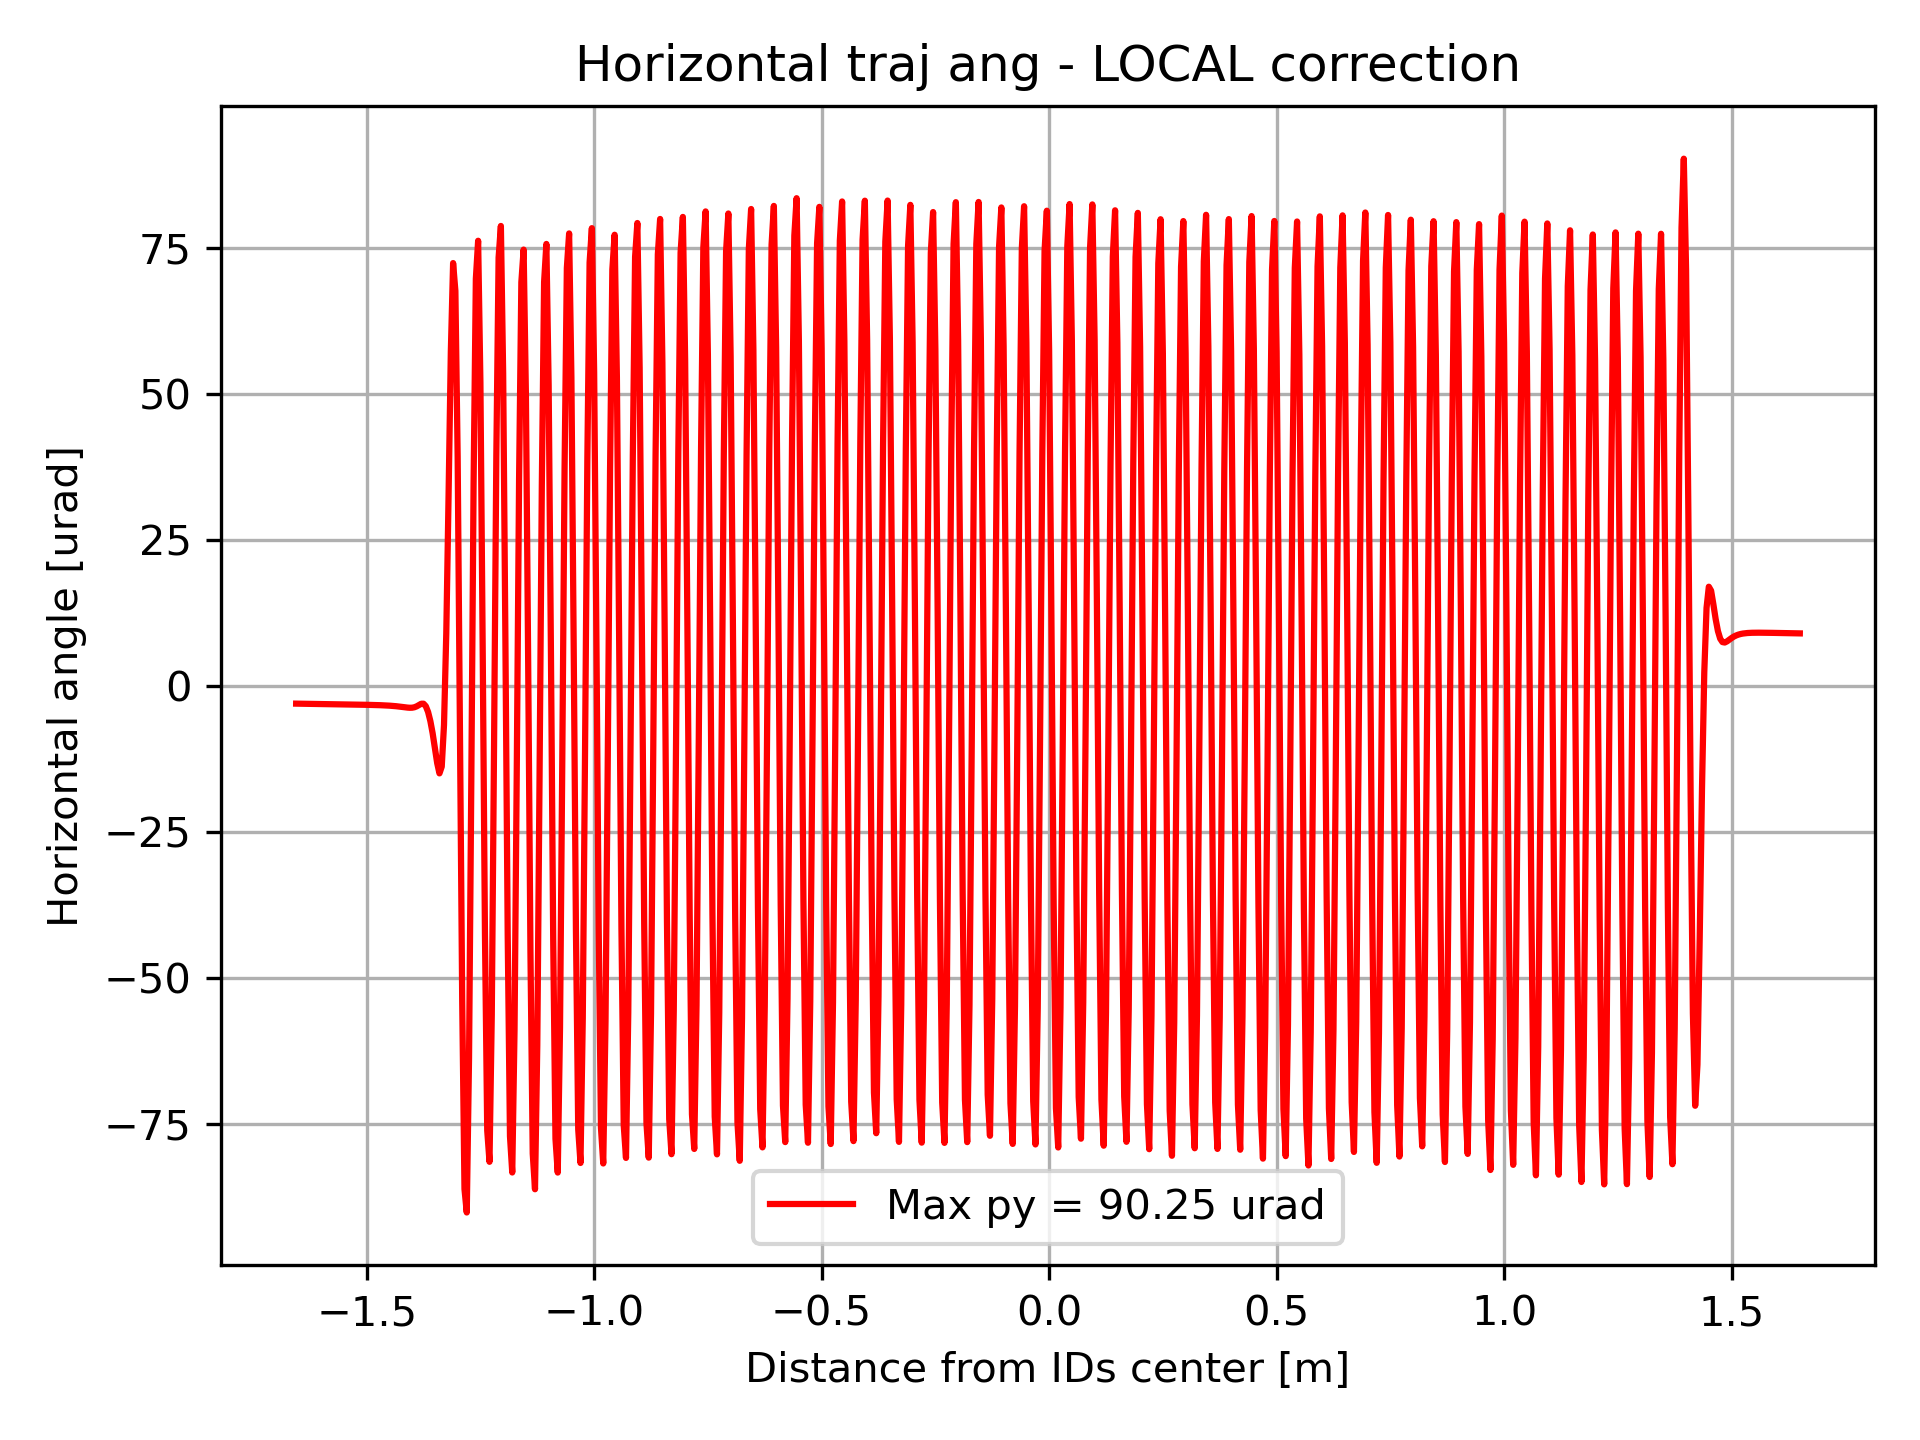 Horizontal traj ang - LOCAL correction
Horizontal angle [urad]
75
50
25
0
−25
−50
−75
Max py = 90.25 urad
−1.5 −1.0 −0.5 0.0 0.5 1.0 1.5
Distance from IDs center [m]